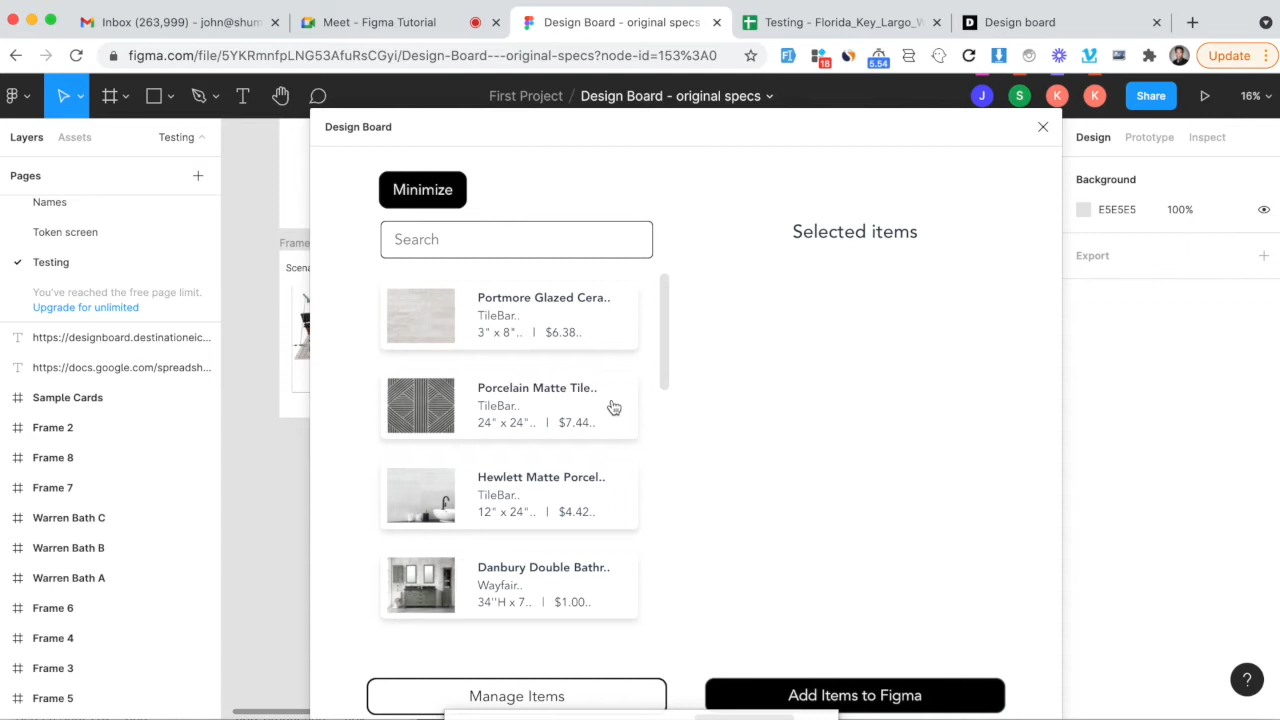 Inbox (263,999) - john@shum
Meet - Figma Tutorial
Design Board - original specs
Testing - Florida_Key_Largo_W
Design board
figma.com/file/5YKRmnfpLNG53AfuRsCGyj/Design-Board---original-specs?node-id=153%3A0
18
5.54
Update
First Project / Design Board - original specs
J
S
K
K
Share
16%
Layers
Assets
Testing
Design Board
Design
Prototype
Inspect
Pages
Background
Names
E5E5E5
100%
Token screen
Testing
Export
You've reached the free page limit.
Upgrade for unlimited
https://designboard.destinationeic...
https://docs.google.com/spreadsh...
Sample Cards
Frame 2
Frame 8
Frame 7
Warren Bath C
Warren Bath B
Warren Bath A
Frame 6
Frame 4
Frame 3
Frame 5
Frame
Scena
Minimize
Search
Selected items
Portmore Glazed Cera..
TileBar..
3" x 8".. | $6.38..
Porcelain Matte Tile..
TileBar..
24" x 24".. | $7.44..
Hewlett Matte Porcel..
TileBar..
12" x 24".. | $4.42..
Danbury Double Bathr..
Wayfair..
34''H x 7.. | $1.00..
Manage Items
Add Items to Figma
?